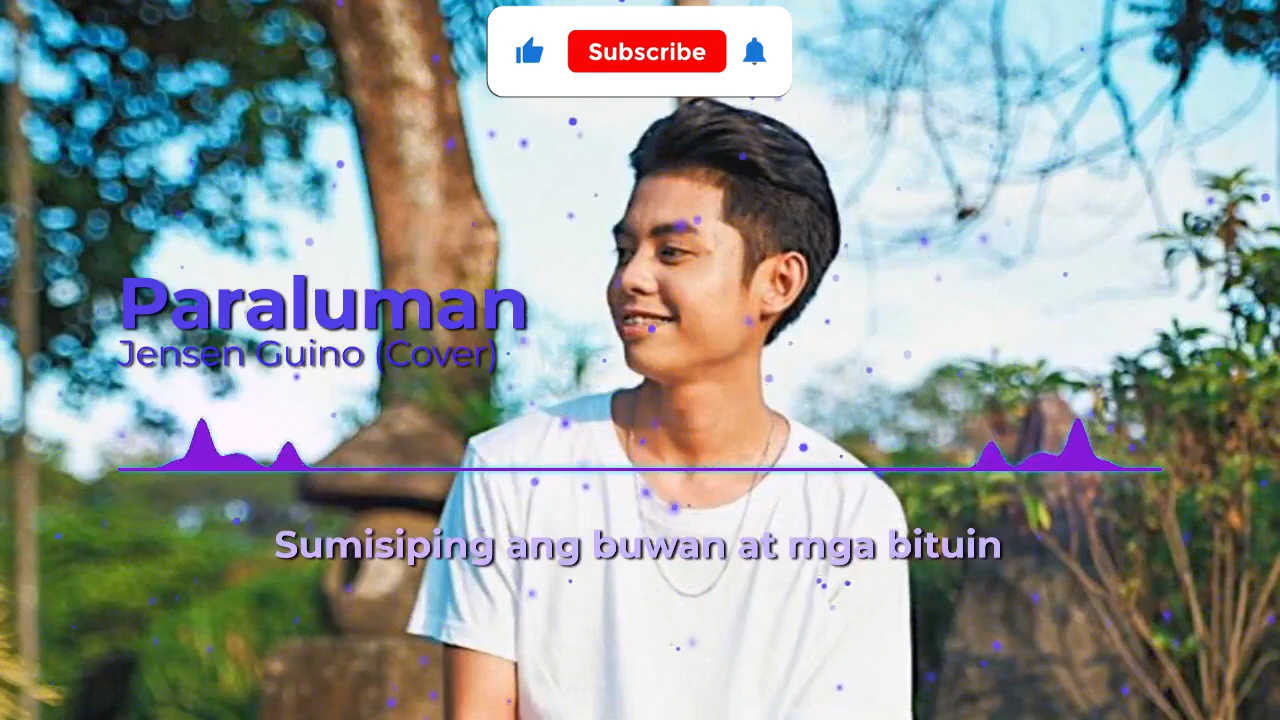 Subscribe
Paraluman
Jensen Guino (Cover)
Sumisiping ang buwan at mga bituin